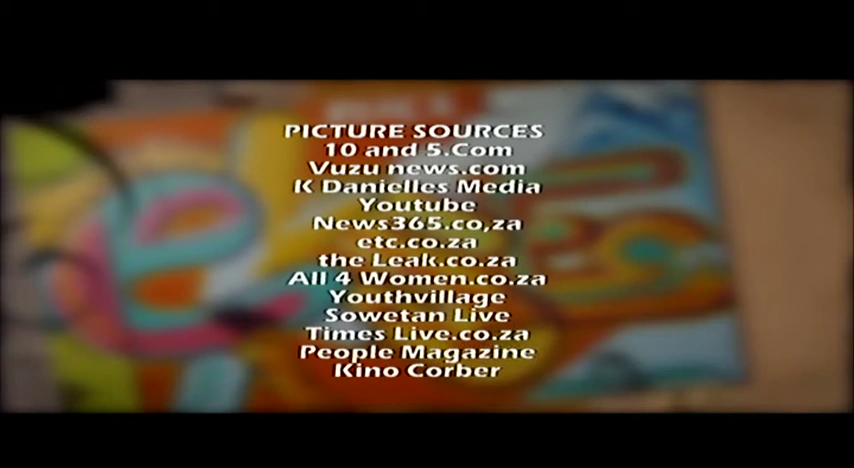 PICTURE SOURCES
10 and 5.Com
Vuzu news.com
K Danielles Media
Youtube
News365.co,za
etc.co.za
the Leak.co.za
All 4 Women.co.za
Youthvillage
Sowetan Live
Times Live.co.za
People Magazine
Kino Corber